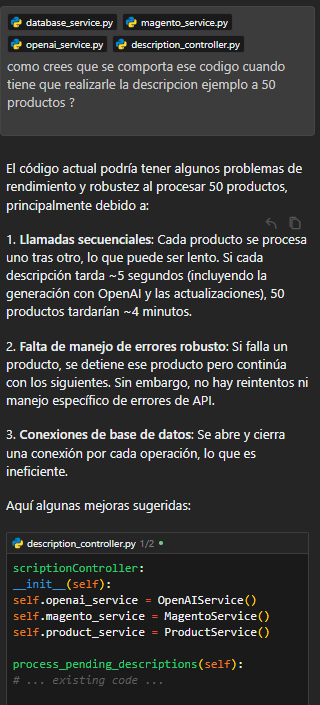 database_service.py magento_service.py
openai_service.py description_controller.py
como crees que se comporta ese codigo cuando
tiene que realizarle la descripcion ejemplo a 50
productos ?
El código actual podría tener algunos problemas de
rendimiento y robustez al procesar 50 productos,
principalmente debido a:
1. Llamadas secuenciales: Cada producto se procesa
uno tras otro, lo que puede ser lento. Si cada
descripción tarda ~5 segundos (incluyendo la
generación con OpenAI y las actualizaciones), 50
productos tardarían ~4 minutos.
2. Falta de manejo de errores robusto: Si falla un
producto, se detiene ese producto pero continúa
con los siguientes. Sin embargo, no hay reintentos ni
manejo específico de errores de API.
3. Conexiones de base de datos: Se abre y cierra
una conexión por cada operación, lo que es
ineficiente.
Aquí algunas mejoras sugeridas:
description_controller.py 1/2 •
scriptionController:
__init__(self):
self.openai_service = OpenAIService()
self.magento_service = MagentoService()
self.product_service = ProductService()
process_pending_descriptions(self):
# ... existing code ...